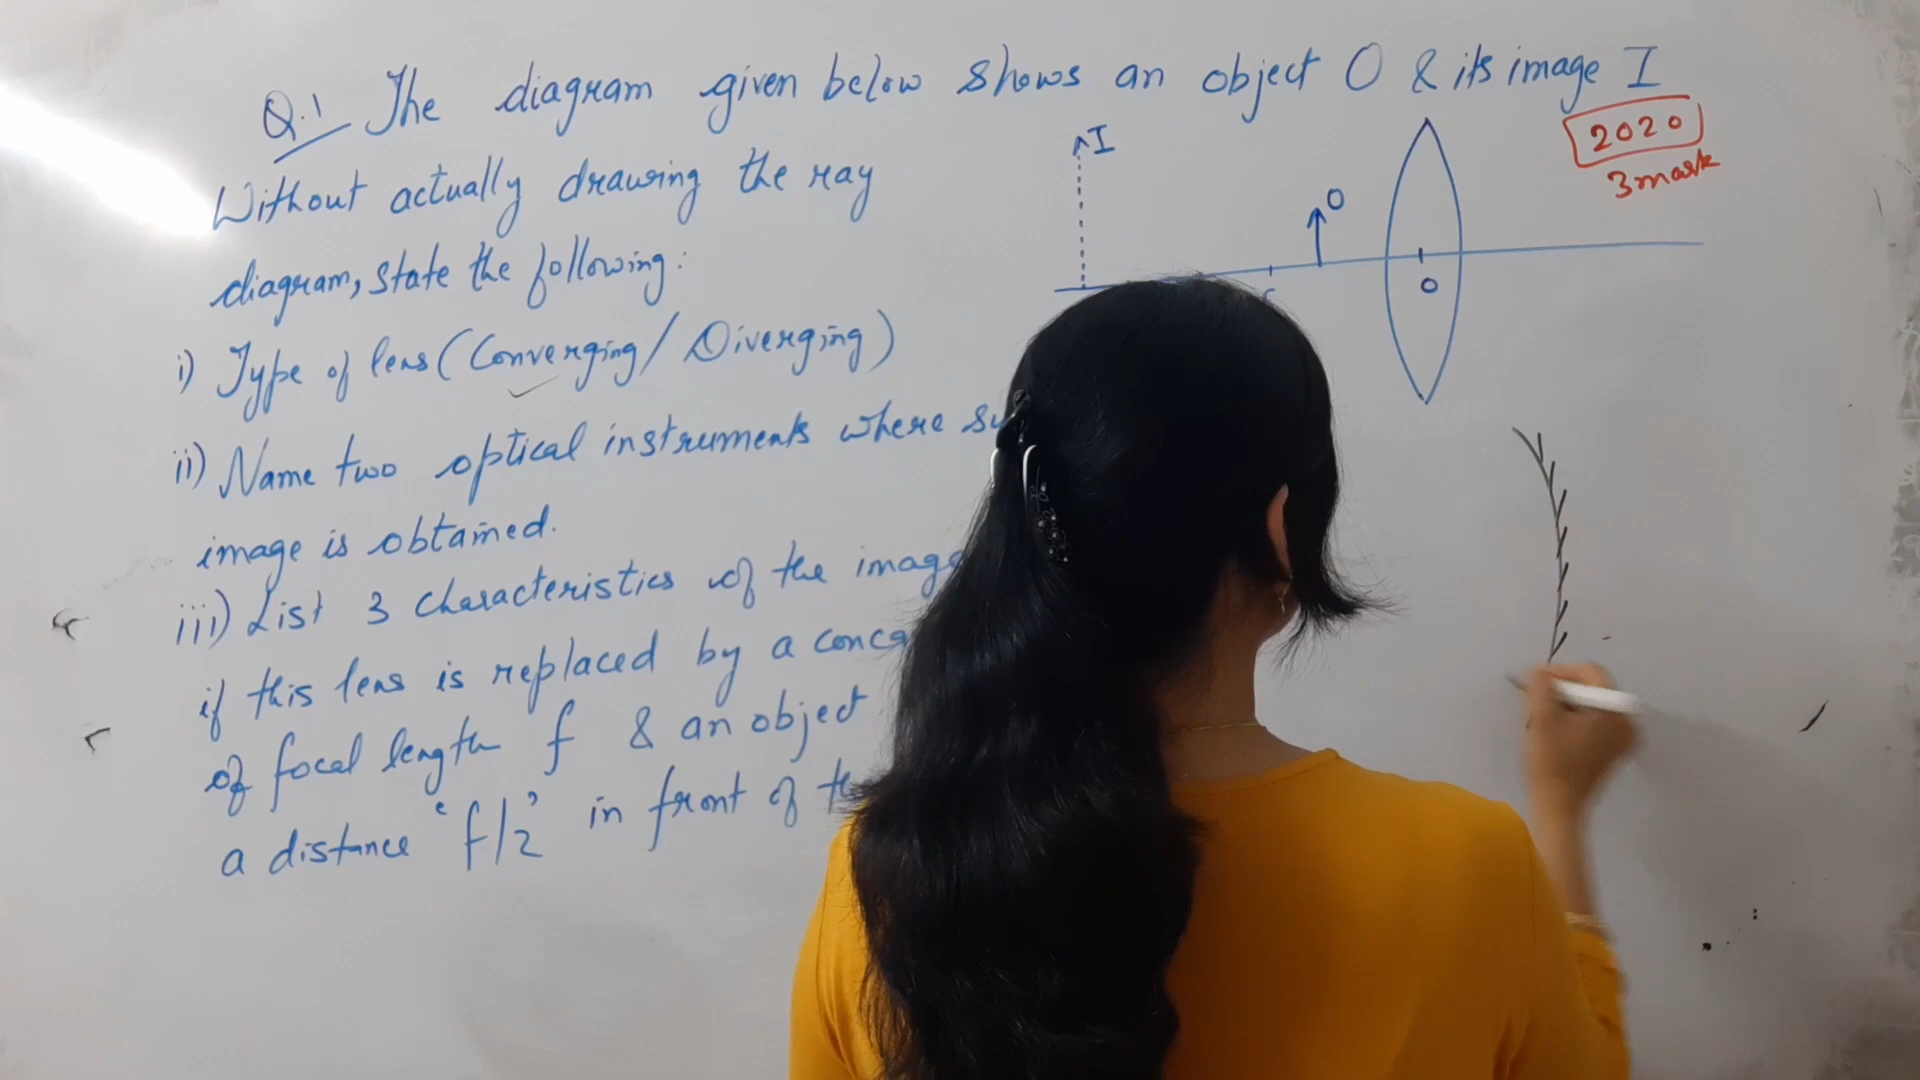 Q.1 The diagram given below shows an object O & its image I
2020
3 mark
Without actually drawing the ray
diagram, state the following:
i) Type of lens (Converging/ Diverging)
ii) Name two optical instruments where
image is obtained.
iii) List 3 characteristics of the image
if this lens is replaced by a
of focal length f & an object
a distance 'f/2' in front of
I
O
O